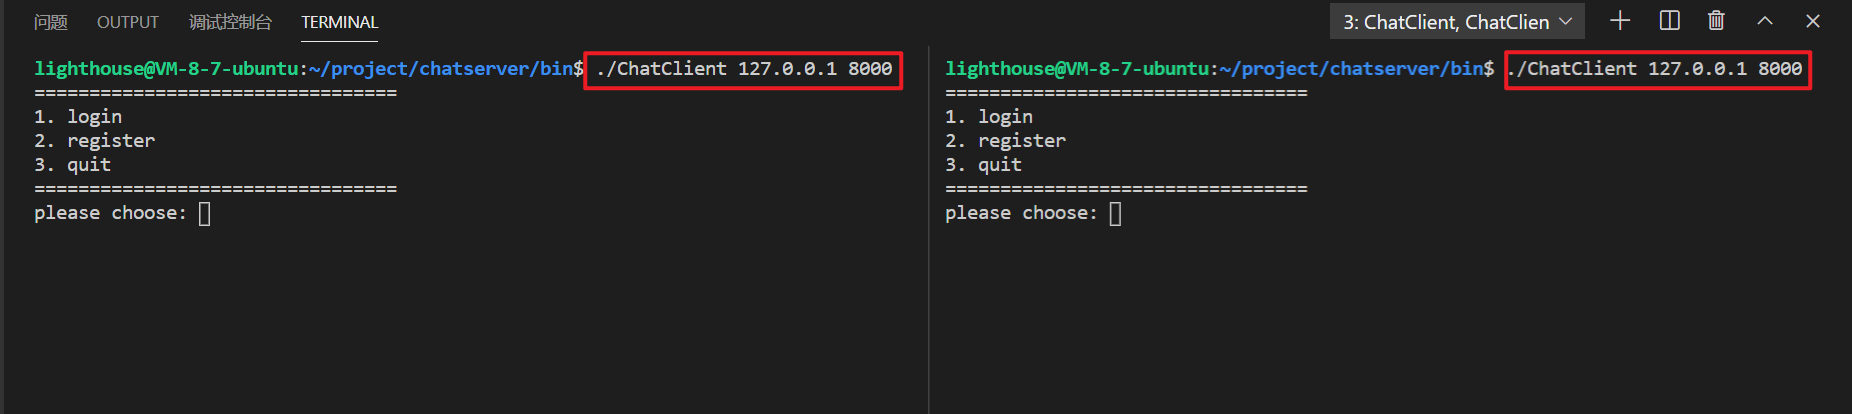 问题 OUTPUT 调试控制台 TERMINAL 3: ChatClient, ChatClien
lighthouse@VM-8-7-ubuntu:~/project/chatserver/bin$ ./ChatClient 127.0.0.1 8000
=================================
1. login
2. register
3. quit
=================================
please choose:
lighthouse@VM-8-7-ubuntu:~/project/chatserver/bin$ ./ChatClient 127.0.0.1 8000
=================================
1. login
2. register
3. quit
=================================
please choose: